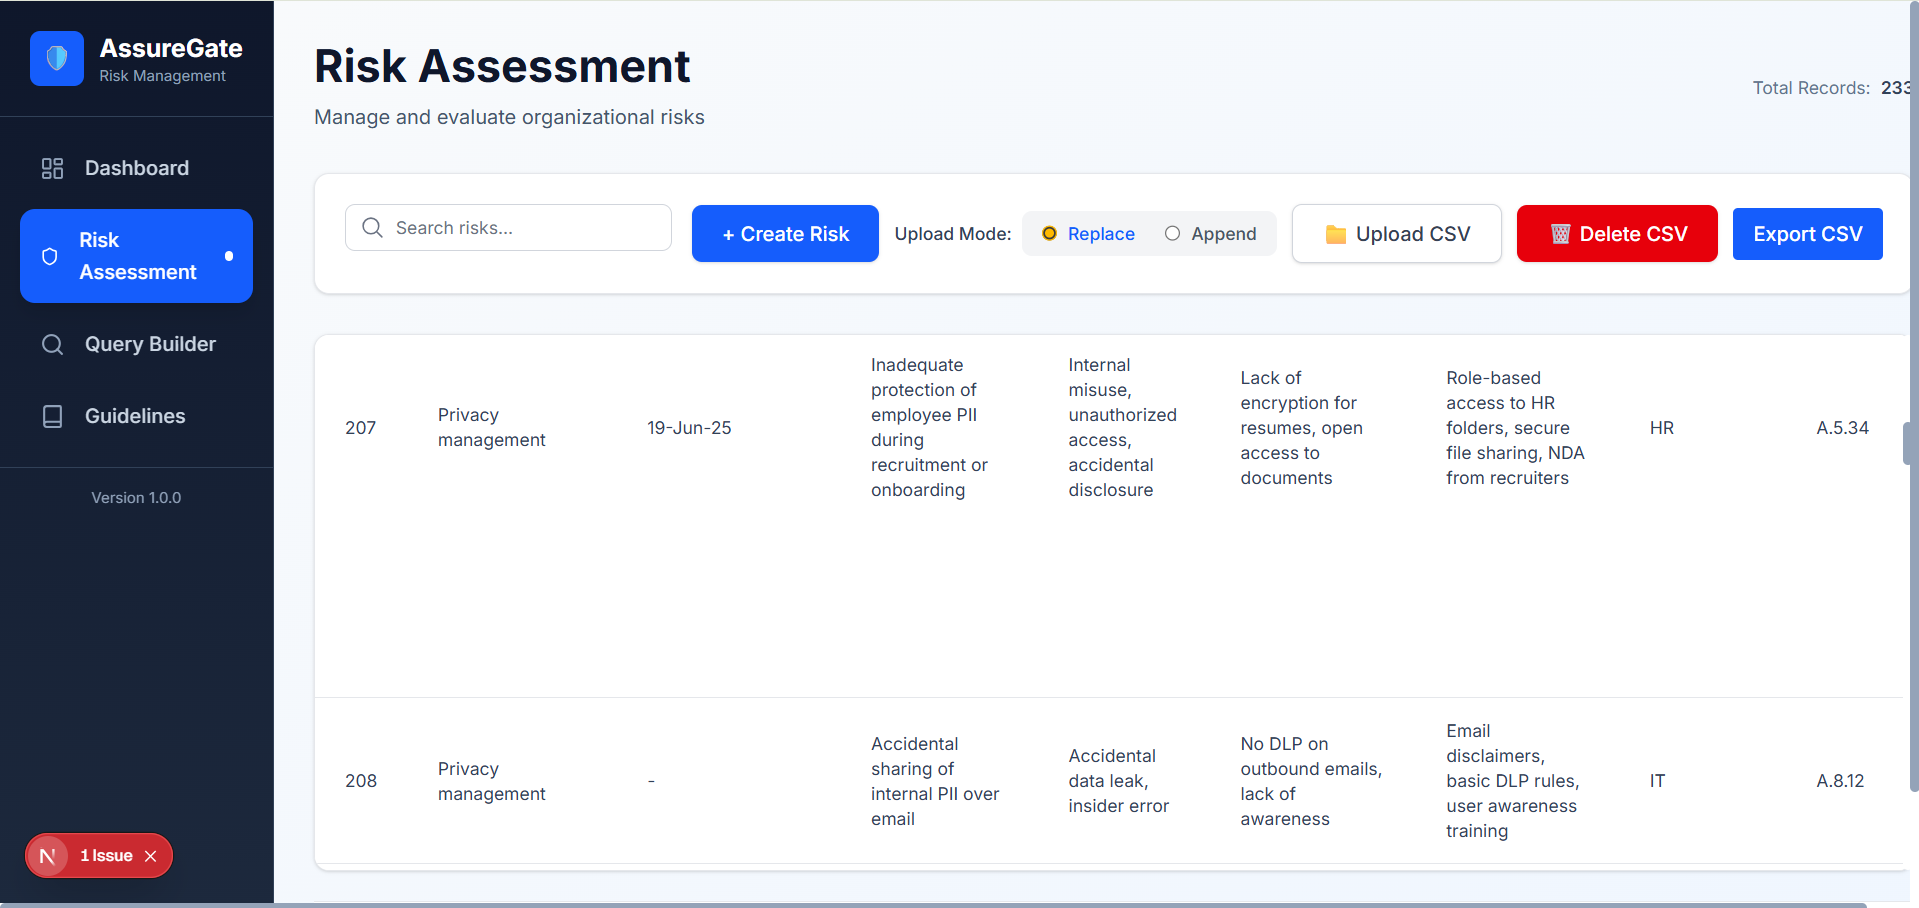 AssureGate
Risk Management
Dashboard
Risk
Assessment
Query Builder
Guidelines
Version 1.0.0
N
1 Issue
Risk Assessment
Manage and evaluate organizational risks
Total Records: 233
Search risks...
+ Create Risk
Upload Mode:
Replace
Append
Upload CSV
Delete CSV
Export CSV
207
Privacy
management
19-Jun-25
Inadequate
protection of
employee PII
during
recruitment or
onboarding
Internal
misuse,
unauthorized
access,
accidental
disclosure
Lack of
encryption for
resumes, open
access to
documents
Role-based
access to HR
folders, secure
file sharing, NDA
from recruiters
HR
A.5.34
208
Privacy
management
-
Accidental
sharing of
internal PII over
email
Accidental
data leak,
insider error
No DLP on
outbound emails,
lack of
awareness
Email
disclaimers,
basic DLP rules,
user awareness
training
IT
A.8.12